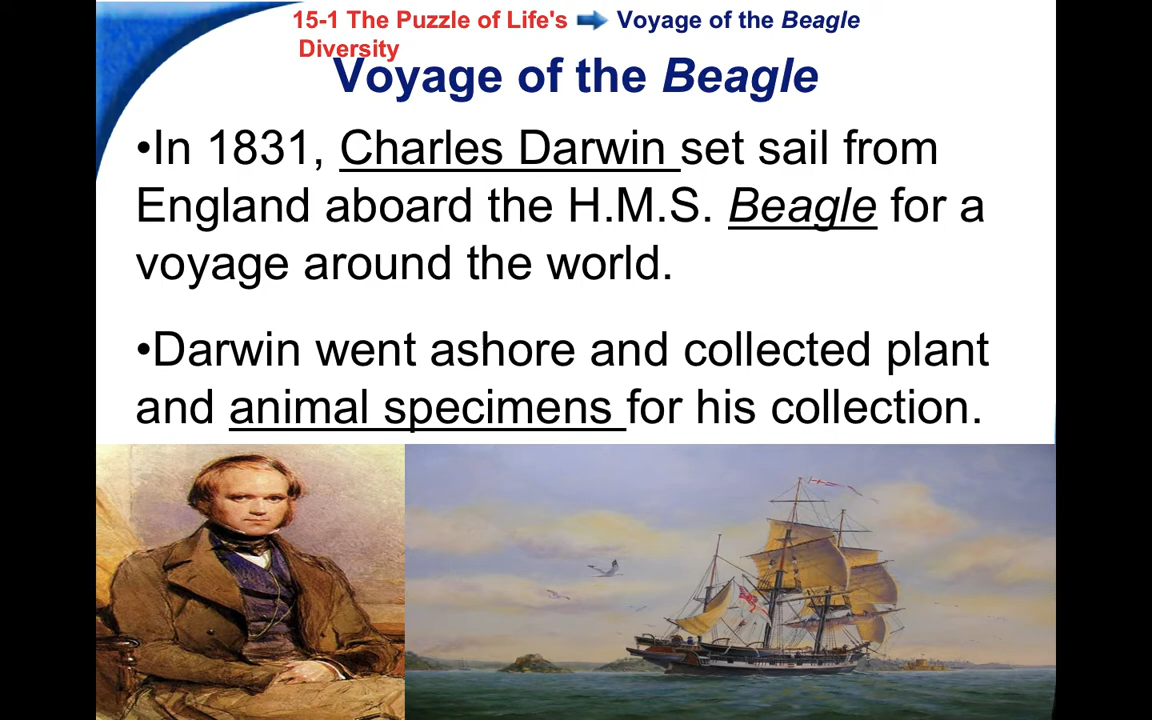 15-1 The Puzzle of Life's Voyage of the Beagle
Diversity
Voyage of the Beagle
•In 1831, Charles Darwin set sail from
England aboard the H.M.S. Beagle for a
voyage around the world.
•Darwin went ashore and collected plant
and animal specimens for his collection.